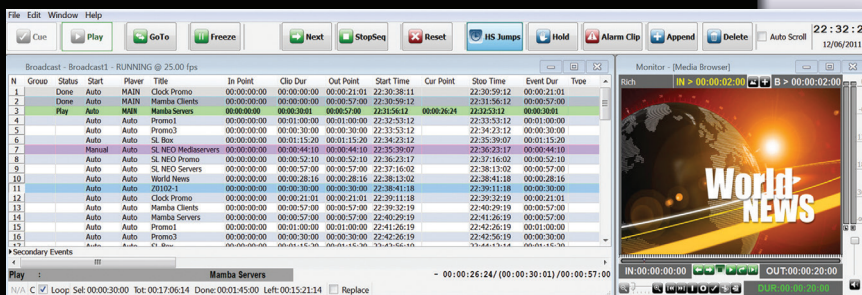 File Edit Window Help
Cue Play GoTo Freeze Next StopSeq Reset HS Jumps Hold Alarm Clip Append Delete Auto Scroll 22:32:2
12/06/2011
Broadcast - Broadcast1 - RUNNING @ 25.00 fps
N Group Status Start Player Title In Point Clip Dur Out Point Start Time Cur Point Stop Time Event Dur Type
1 Done Auto MAIN Clock Promo 00:00:00:00 00:00:00:00 00:00:21:01 22:30:38:11 22:30:59:12 00:00:21:01
2 Done Auto MAIN Mamba Clients 00:00:00:00 00:00:00:00 00:00:57:00 22:30:59:12 22:31:56:12 00:00:57:00
3 Play Auto MAIN Mamba Servers 00:00:00:00 00:00:30:01 00:00:57:00 22:31:56:12 00:00:26:24 22:32:53:12 00:00:30:01
4 Auto Auto Promo1 00:00:00:00 00:01:00:00 00:01:00:00 22:32:53:12 22:33:53:12 00:01:00:00
5 Auto Auto Promo3 00:00:00:00 00:00:30:00 00:00:30:00 22:33:53:12 22:34:23:12 00:00:30:00
6 Auto Auto SL Box 00:00:00:00 00:01:15:20 00:01:15:20 22:34:23:12 22:35:39:07 00:01:15:20
7 Manual Auto SL NEO Mediaservers 00:00:00:00 00:00:44:10 00:00:44:10 22:35:39:07 22:36:23:17 00:00:44:10
8 Auto Auto SL NEO Promo 00:00:00:00 00:00:52:10 00:00:52:10 22:36:23:17 22:37:16:02 00:00:52:10
9 Auto Auto SL NEO Servers 00:00:00:00 00:00:57:00 00:00:57:00 22:37:16:02 22:38:13:02 00:00:57:00
10 Auto Auto World News 00:00:00:00 00:00:28:16 00:00:28:16 22:38:13:02 22:38:41:18 00:00:28:16
11 Auto Auto Z0102-1 00:00:00:00 00:00:30:00 00:00:30:00 22:38:41:18 22:39:11:18 00:00:30:00
12 Auto Auto Clock Promo 00:00:00:00 00:00:21:01 00:00:21:01 22:39:11:18 22:39:32:19 00:00:21:01
13 Auto Auto Mamba Clients 00:00:00:00 00:00:57:00 00:00:57:00 22:39:32:19 22:40:29:19 00:00:57:00
14 Auto Auto Mamba Servers 00:00:00:00 00:00:57:00 00:00:57:00 22:40:29:19 22:41:26:19 00:00:57:00
15 Auto Auto Promo1 00:00:00:00 00:01:00:00 00:01:00:00 22:41:26:19 22:42:26:19 00:01:00:00
16 Auto Auto Promo3 00:00:00:00 00:00:30:00 00:00:30:00 22:42:26:19 22:42:56:19 00:00:30:00
Secondary Events
Play : Mamba Servers - 00:00:26:24/(00:00:30:01)/00:00:57:00
N/A C Loop Sel:00:00:30:00 Tot:00:17:06:14 Done:00:01:45:00 Left:00:15:21:14 Replace
Monitor - [Media Browser]
Rich IN > 00:00:02:00 B > 00:00:02:00
World
NEWS
IN:00:00:00:00 OUT:00:00:20:00
DUR:00:00:20:00